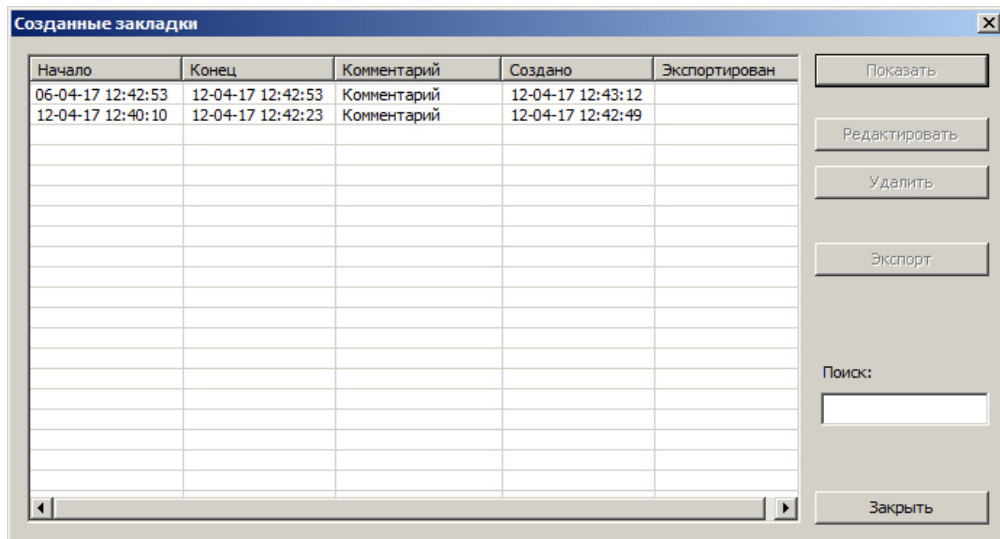 Созданные закладки
Начало Конец Комментарий Создано Экспортирован
06-04-17 12:42:53 12-04-17 12:42:53 Комментарий 12-04-17 12:43:12
12-04-17 12:40:10 12-04-17 12:42:23 Комментарий 12-04-17 12:42:49
Показать
Редактировать
Удалить
Экспорт
Поиск:
Закрыть